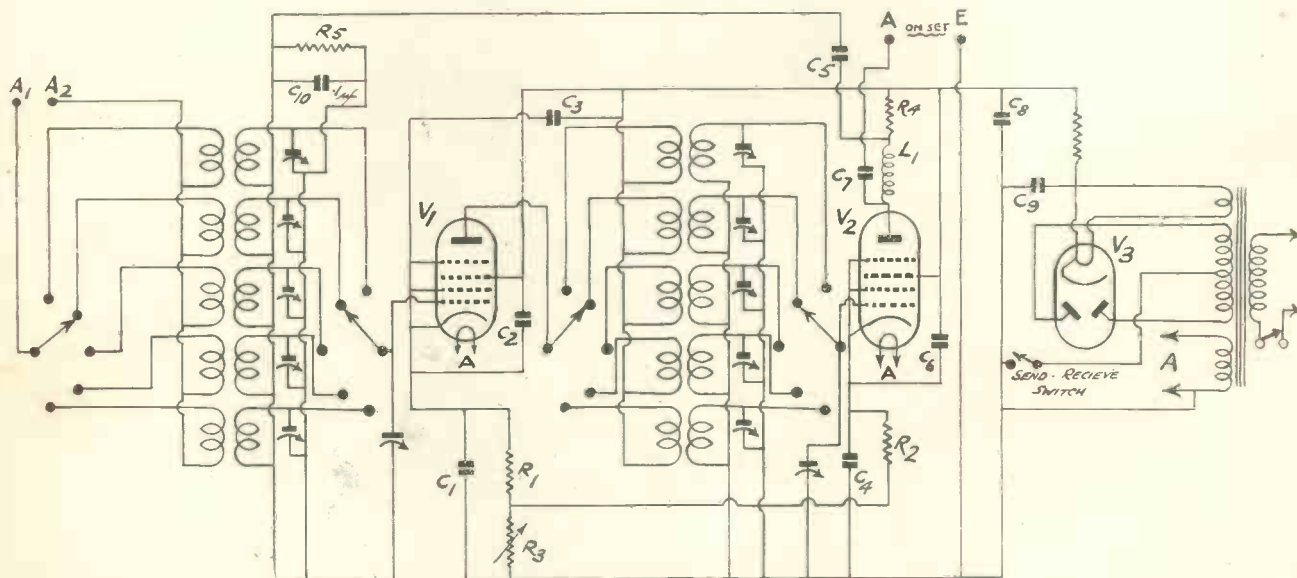 R5
C10 .1µ
A1 A2
C3
C5
A ON SET E
R4
L1
C7
C8
C9
V1
V2
V3
C2
A
A
C6
A
SEND - RECIEVE
SWITCH
C1
R1
R3
C4
R2